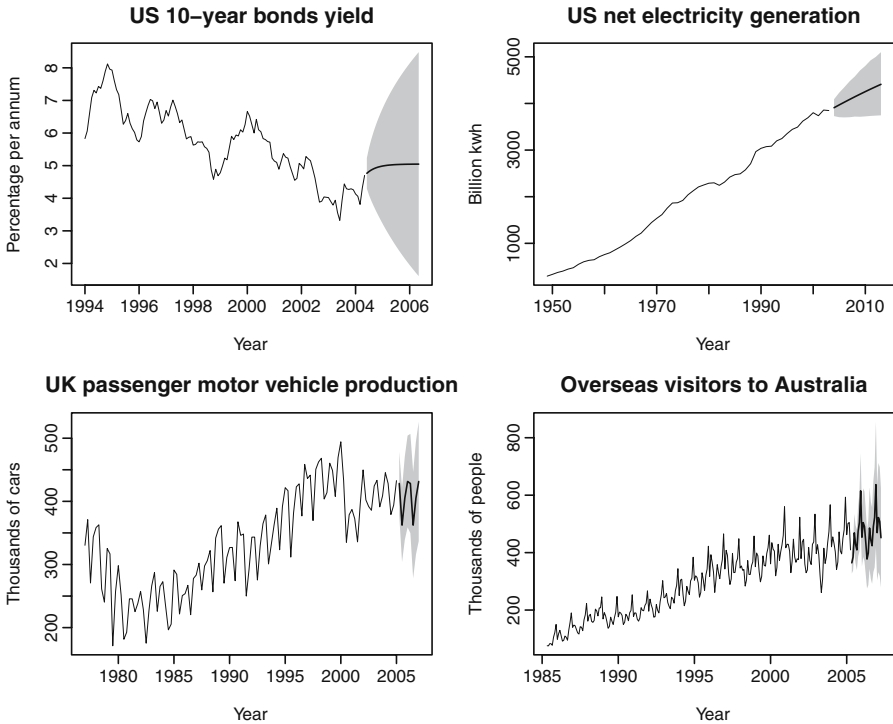 US 10−year bonds yield
Percentage per annum
8
7
6
5
4
3
2
1994 1996 1998 2000 2002 2004 2006
Year
US net electricity generation
Billion kwh
5000
3000
1000
1950 1970 1990 2010
Year
UK passenger motor vehicle production
Thousands of cars
500
400
300
200
1980 1985 1990 1995 2000 2005
Year
Overseas visitors to Australia
Thousands of people
800
600
400
200
1985 1990 1995 2000 2005
Year